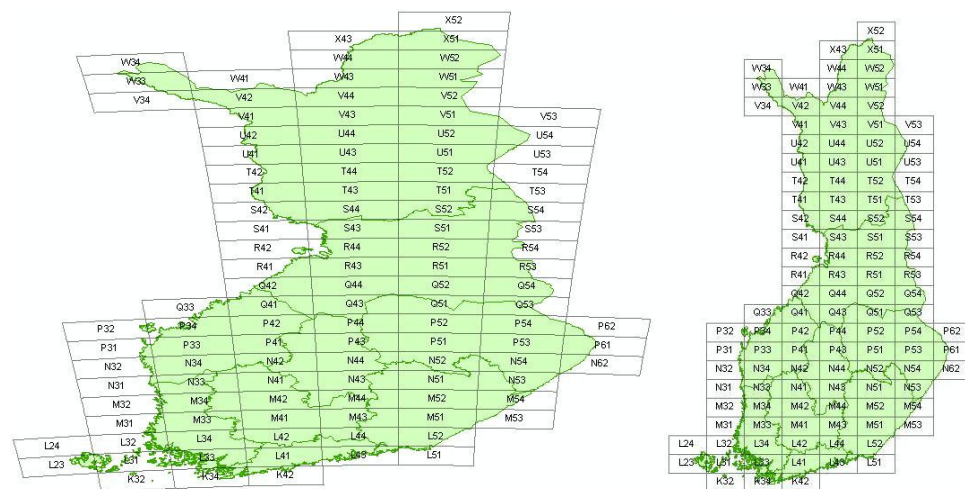 X52
X43 X51
W34 W44 W52
W33 W41 W43 W51
V34 V42 V44 V52
V41 V43 V51 V53
U42 U44 U52 U54
U41 U43 U51 U53
T42 T44 T52 T54
T41 T43 T51 T53
S42 S44 S52 S54
S41 S43 S51 S53
R42 R44 R52 R54
R41 R43 R51 R53
Q42 Q44 Q52 Q54
Q33 Q41 Q43 Q51 Q53
P32 P34 P42 P44 P52 P54 P62
P31 P33 P41 P43 P51 P53 P61
N32 N34 N42 N44 N52 N54 N62
N31 N33 N41 N43 N51 N53
M32 M34 M42 M44 M52 M54
M31 M33 M41 M43 M51 M53
L24 L32 L34 L42 L44 L52
L23 L31 L33 L41 L43 L51
K32 K34 K42
X52
X43 X51
W34 W44 W52
W33 W41 W43 W51
V34 V42 V44 V52
V41 V43 V51 V53
U42 U44 U52 U54
U41 U43 U51 U53
T42 T44 T52 T54
T41 T43 T51 T53
S42 S44 S52 S54
S41 S43 S51 S53
R42 R44 R52 R54
R41 R43 R51 R53
Q42 Q44 Q52 Q54
Q33 Q41 Q43 Q51 Q53
P32 P34 P42 P44 P52 P54 P62
P31 P33 P41 P43 P51 P53 P61
N32 N34 N42 N44 N52 N54 N62
N31 N33 N41 N43 N51 N53
M32 M34 M42 M44 M52 M54
M31 M33 M41 M43 M51 M53
L24 L32 L34 L42 L44 L52
L23 L31 L33 L41 L43 L51
K32 K34 K42